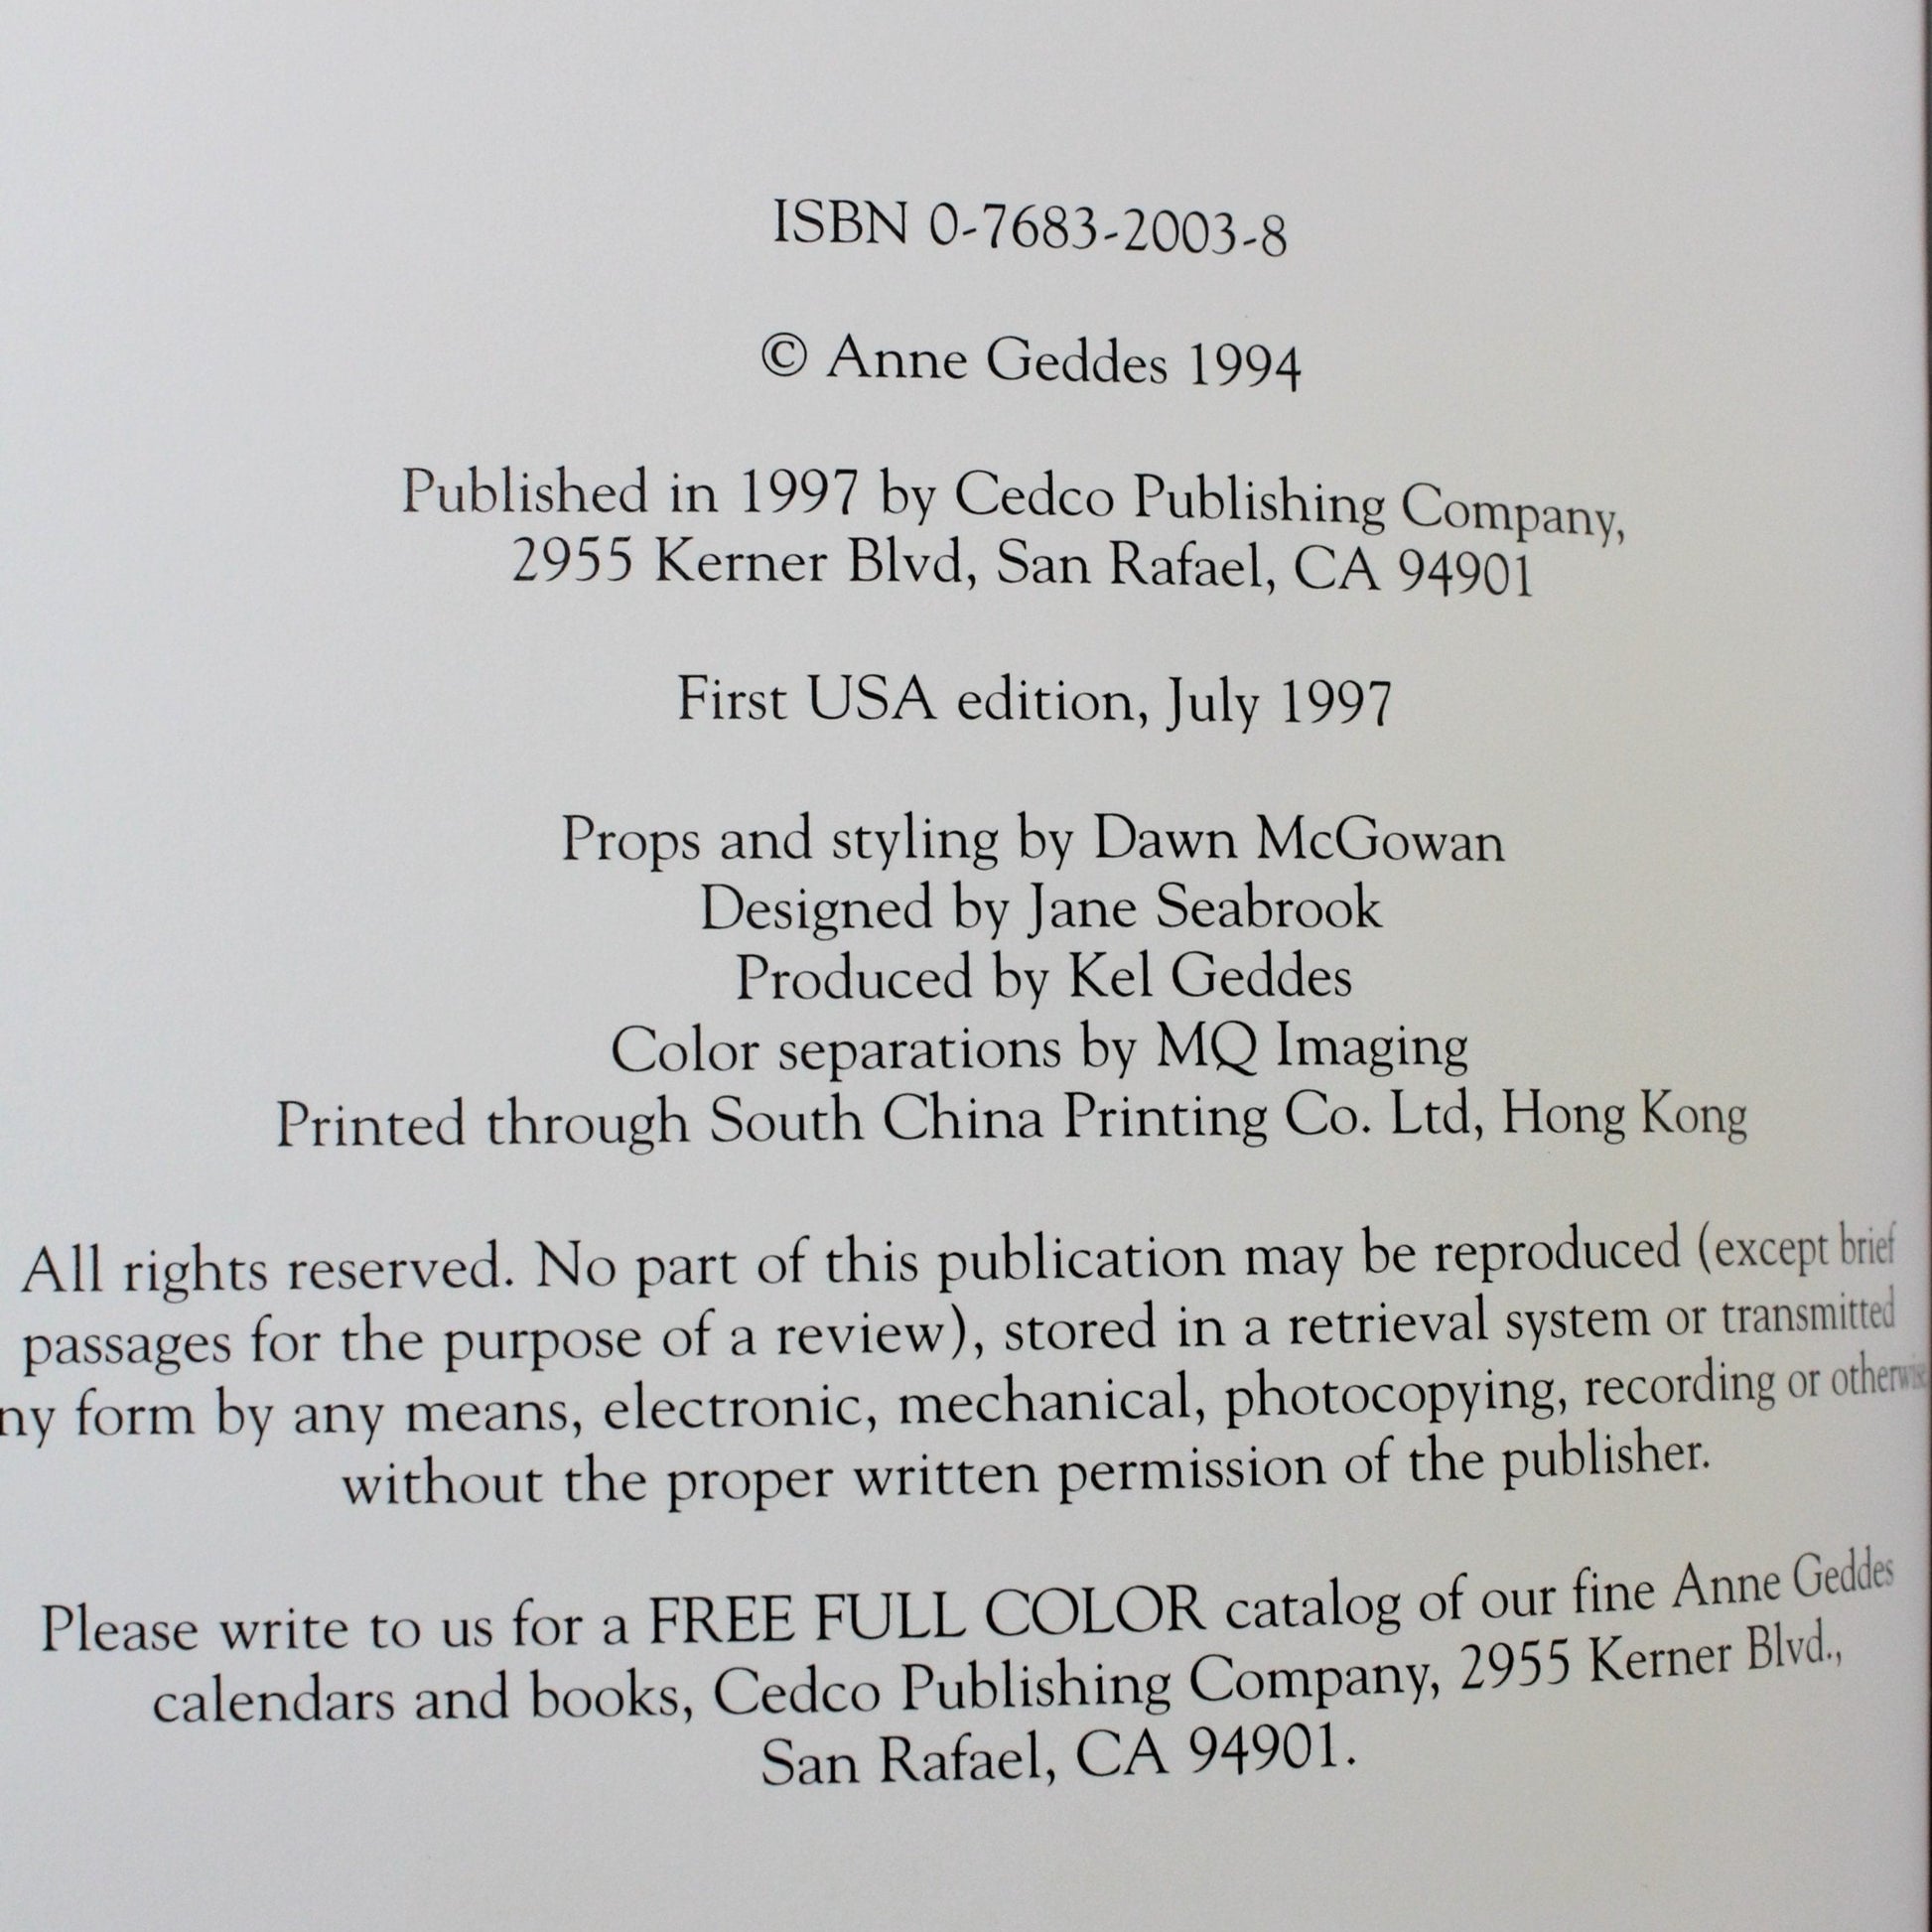 ISBN 0-7683-2003-8
© Anne Geddes 1994
Published in 1997 by Cedco Publishing Company,
2955 Kerner Blvd, San Rafael, CA 94901
First USA edition, July 1997
Props and styling by Dawn McGowan
Designed by Jane Seabrook
Produced by Kel Geddes
Color separations by MQ Imaging
Printed through South China Printing Co. Ltd, Hong Kong
All rights reserved. No part of this publication may be reproduced (except brief
passages for the purpose of a review), stored in a retrieval system or transmitted
ny form by any means, electronic, mechanical, photocopying, recording or otherwise
without the proper written permission of the publisher.
Please write to us for a FREE FULL COLOR catalog of our fine Anne Geddes
calendars and books, Cedco Publishing Company, 2955 Kerner Blvd.,
San Rafael, CA 94901.